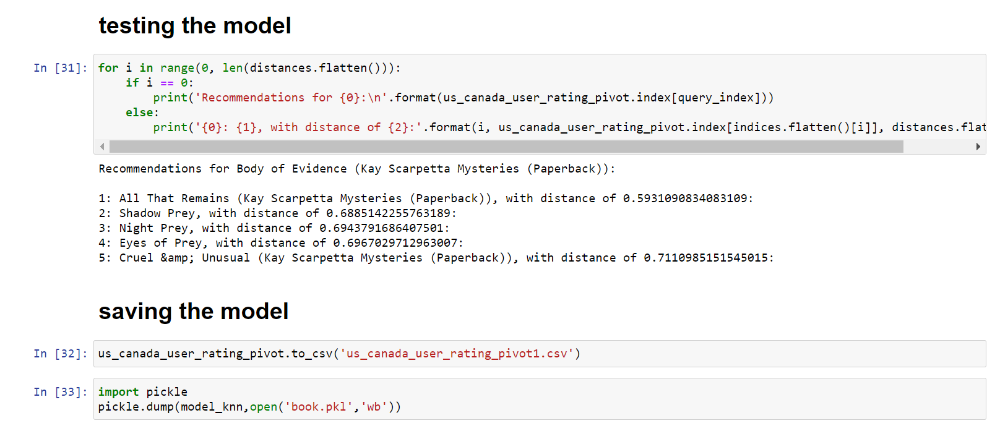 testing the model
In [31]: for i in range(0, len(distances.flatten())):
    if i == 0:
        print('Recommendations for {0}:\n'.format(us_canada_user_rating_pivot.index[query_index]))
    else:
        print('{0}: {1}, with distance of {2}:'.format(i, us_canada_user_rating_pivot.index[indices.flatten()[i]], distances.flat
Recommendations for Body of Evidence (Kay Scarpetta Mysteries (Paperback)):
1: All That Remains (Kay Scarpetta Mysteries (Paperback)), with distance of 0.5931090834083109:
2: Shadow Prey, with distance of 0.6885142255763189:
3: Night Prey, with distance of 0.6943791686407501:
4: Eyes of Prey, with distance of 0.6967029712963007:
5: Cruel &amp; Unusual (Kay Scarpetta Mysteries (Paperback)), with distance of 0.7110985151545015:
saving the model
In [32]: us_canada_user_rating_pivot.to_csv('us_canada_user_rating_pivot1.csv')
In [33]: import pickle
pickle.dump(model_knn,open('book.pkl','wb'))